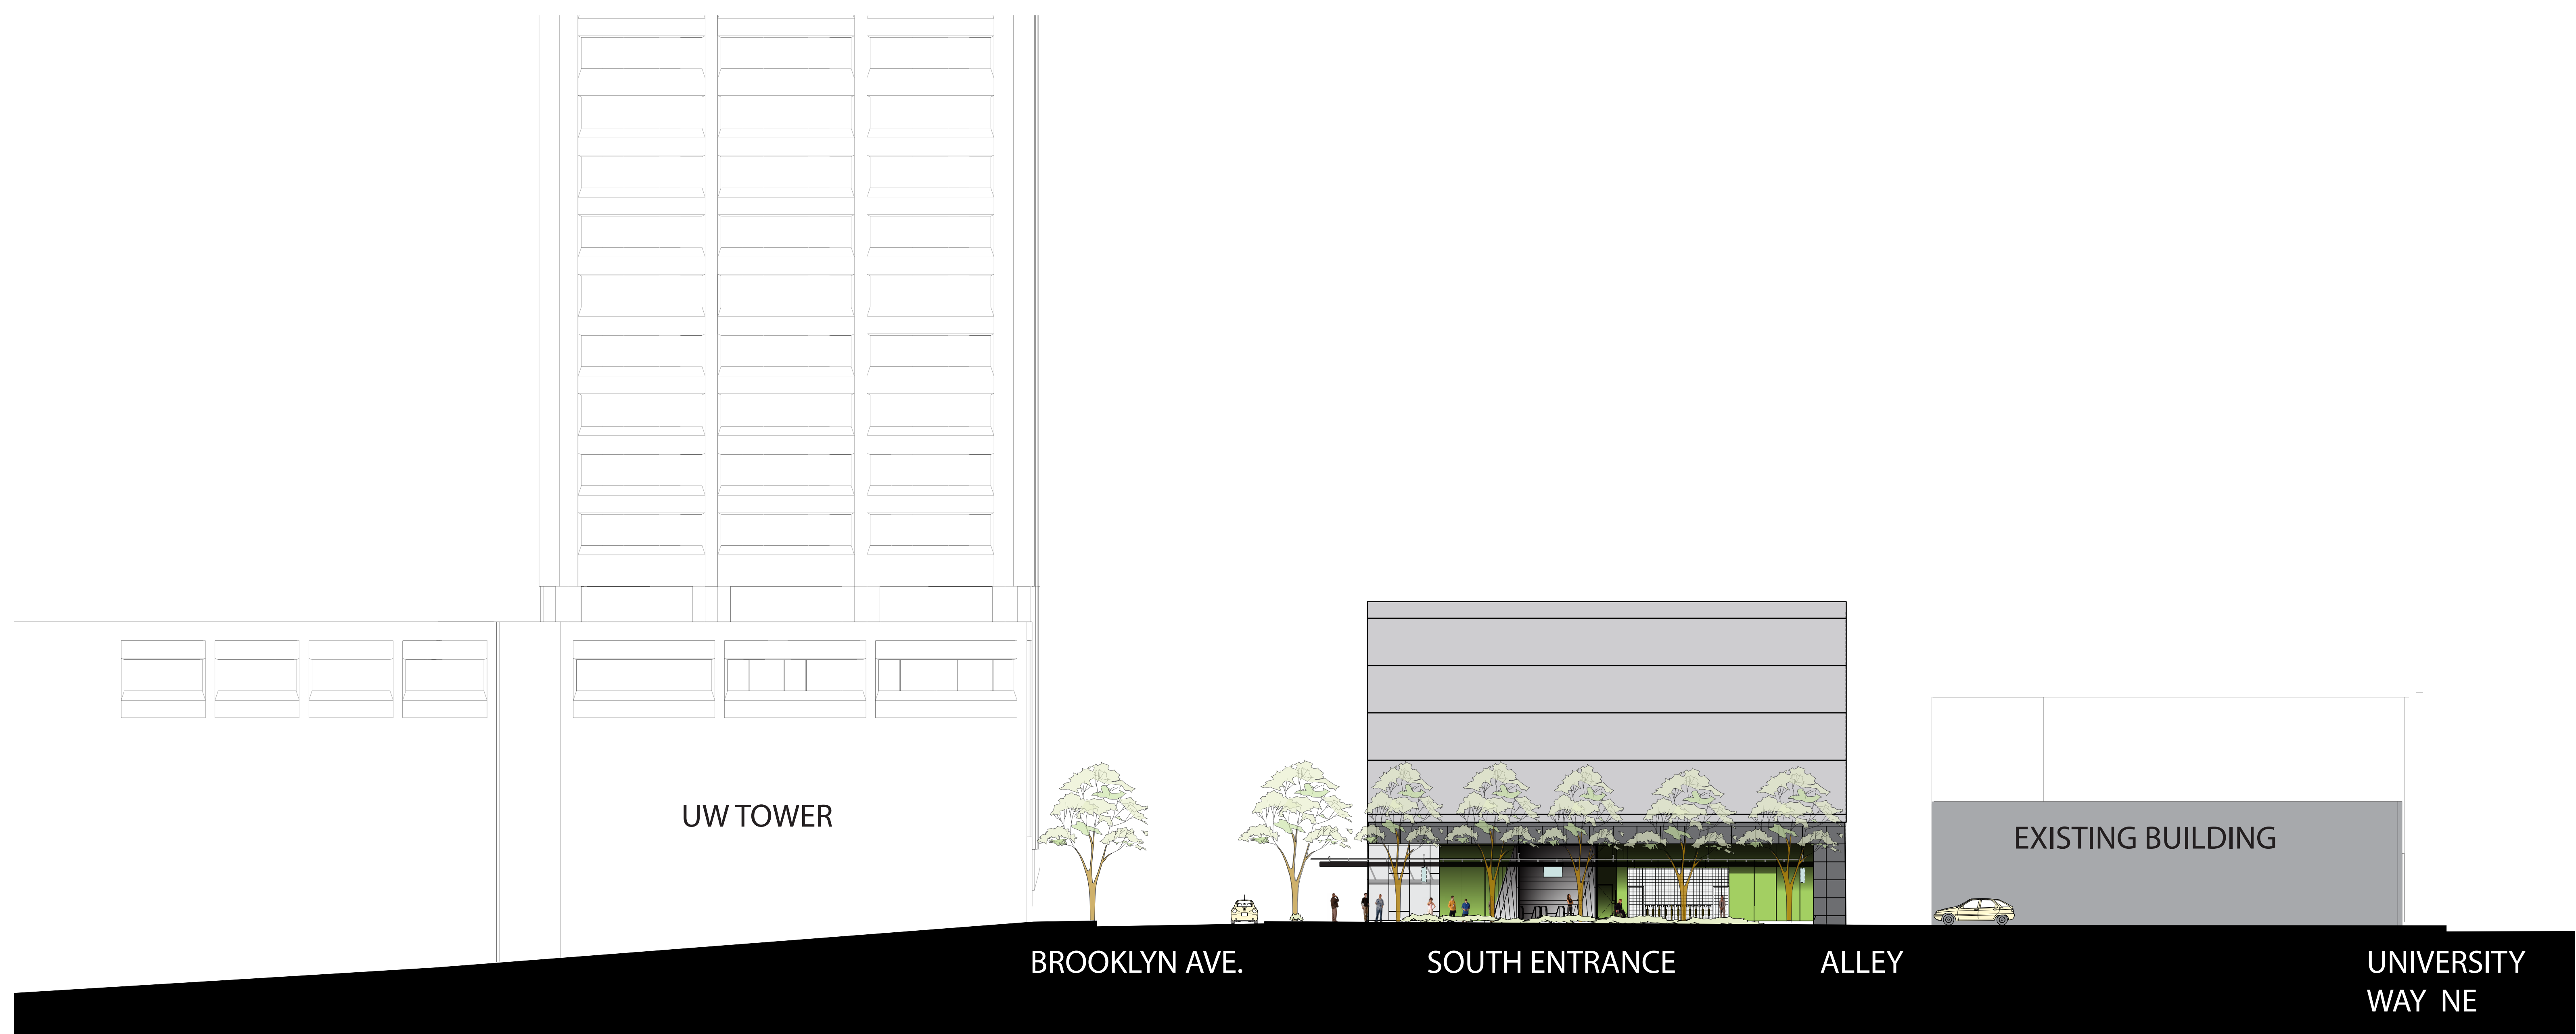 UW TOWER
EXISTING BUILDING
BROOKLYN AVE.
SOUTH ENTRANCE
ALLEY
UNIVERSITY
WAY NE